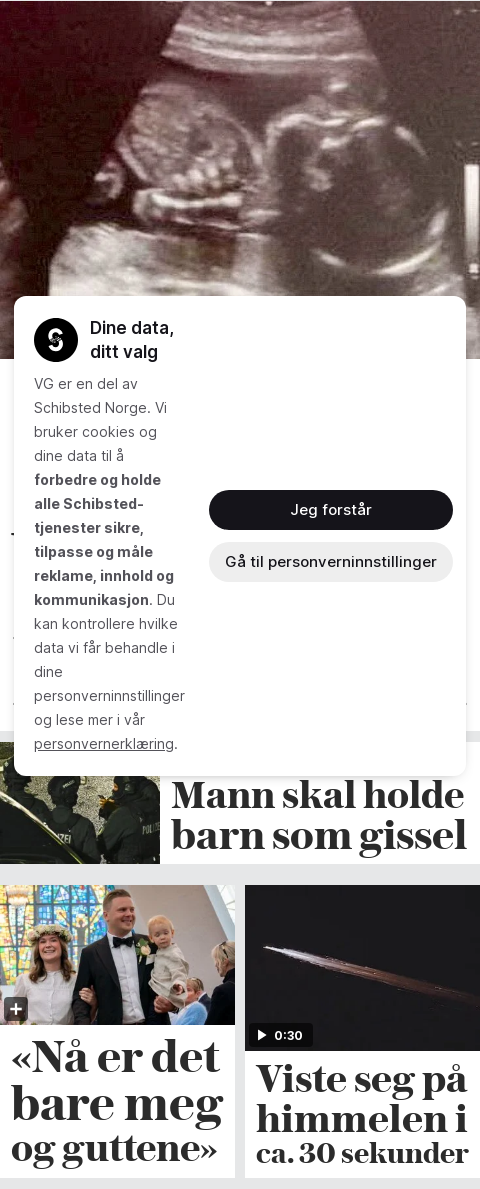 Dine data,
ditt valg
VG er en del av
Schibsted Norge. Vi
bruker cookies og
dine data til å
forbedre og holde
alle Schibsted-
tjenester sikre,
tilpasse og måle
reklame, innhold og
kommunikasjon. Du
kan kontrollere hvilke
data vi får behandle i
dine
personverninnstillinger
og lese mer i vår
personvernerklæring.
Jeg forstår
Gå til personverninnstillinger
Mann skal holde
barn som gissel
0:30
«Nå er det
bare meg
og guttene»
Viste seg på
himmelen i
ca. 30 sekunder